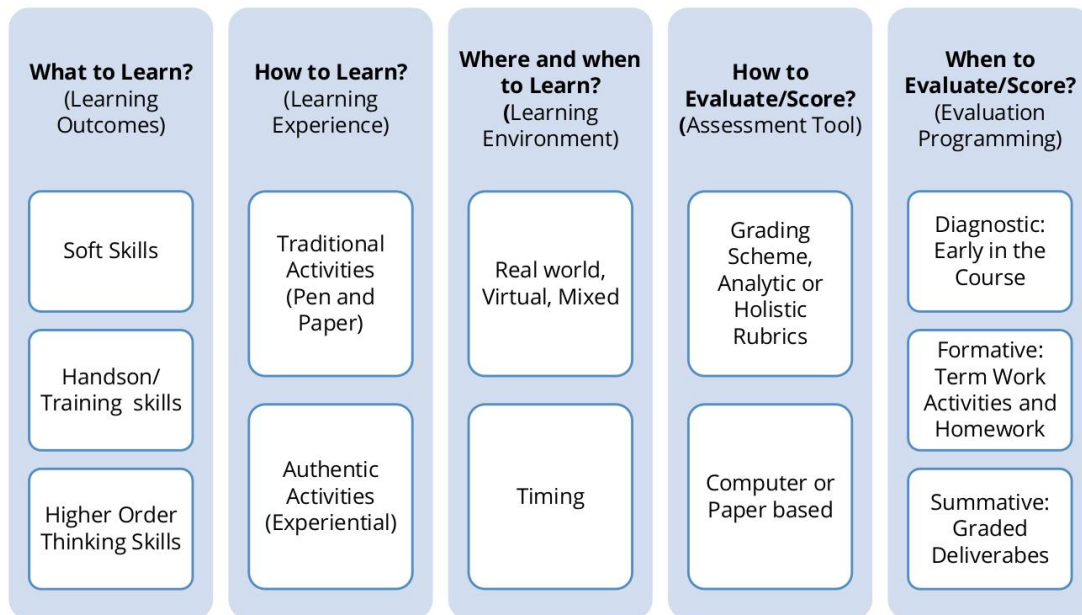 What to Learn?
(Learning
Outcomes)
Soft Skills
Handson/
Training  skills
Higher Order
Thinking Skills
How to Learn?
(Learning
Experience)
Traditional
Activities
(Pen and
Paper)
Authentic
Activities
(Experiential)
Where and when
to Learn?
(Learning
Environment)
Real world,
Virtual, Mixed
Timing
How to
Evaluate/Score?
(Assessment Tool)
Grading
Scheme,
Analytic or
Holistic
Rubrics
Computer or
Paper based
When to
Evaluate/Score?
(Evaluation
Programming)
Diagnostic:
Early in the
Course
Formative:
Term Work
Activities and
Homework
Summative:
Graded
Deliverabes